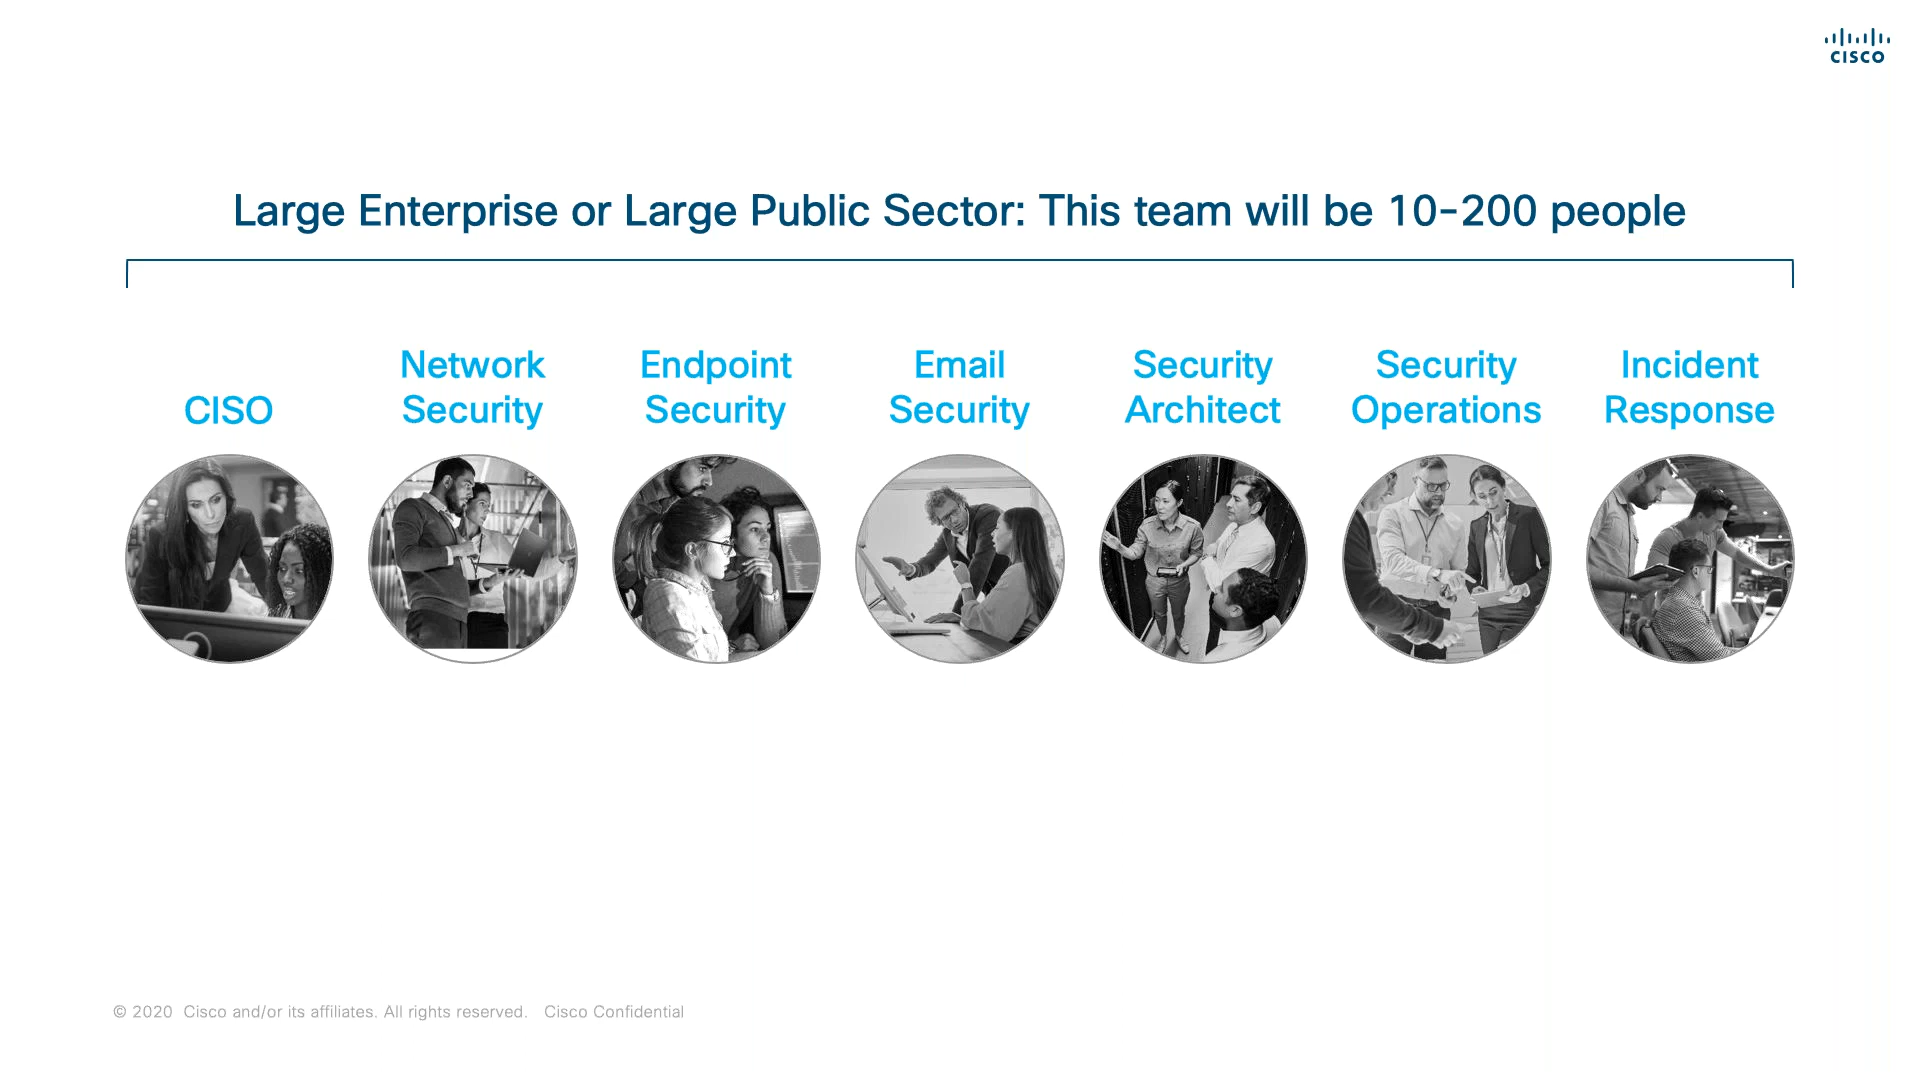 CISCO
Large Enterprise or Large Public Sector: This team will be 10-200 people
CISO
Network
Security
Endpoint
Security
Email
Security
Security
Architect
Security
Operations
Incident
Response
© 2020 Cisco and/or its affiliates. All rights reserved. Cisco Confidential